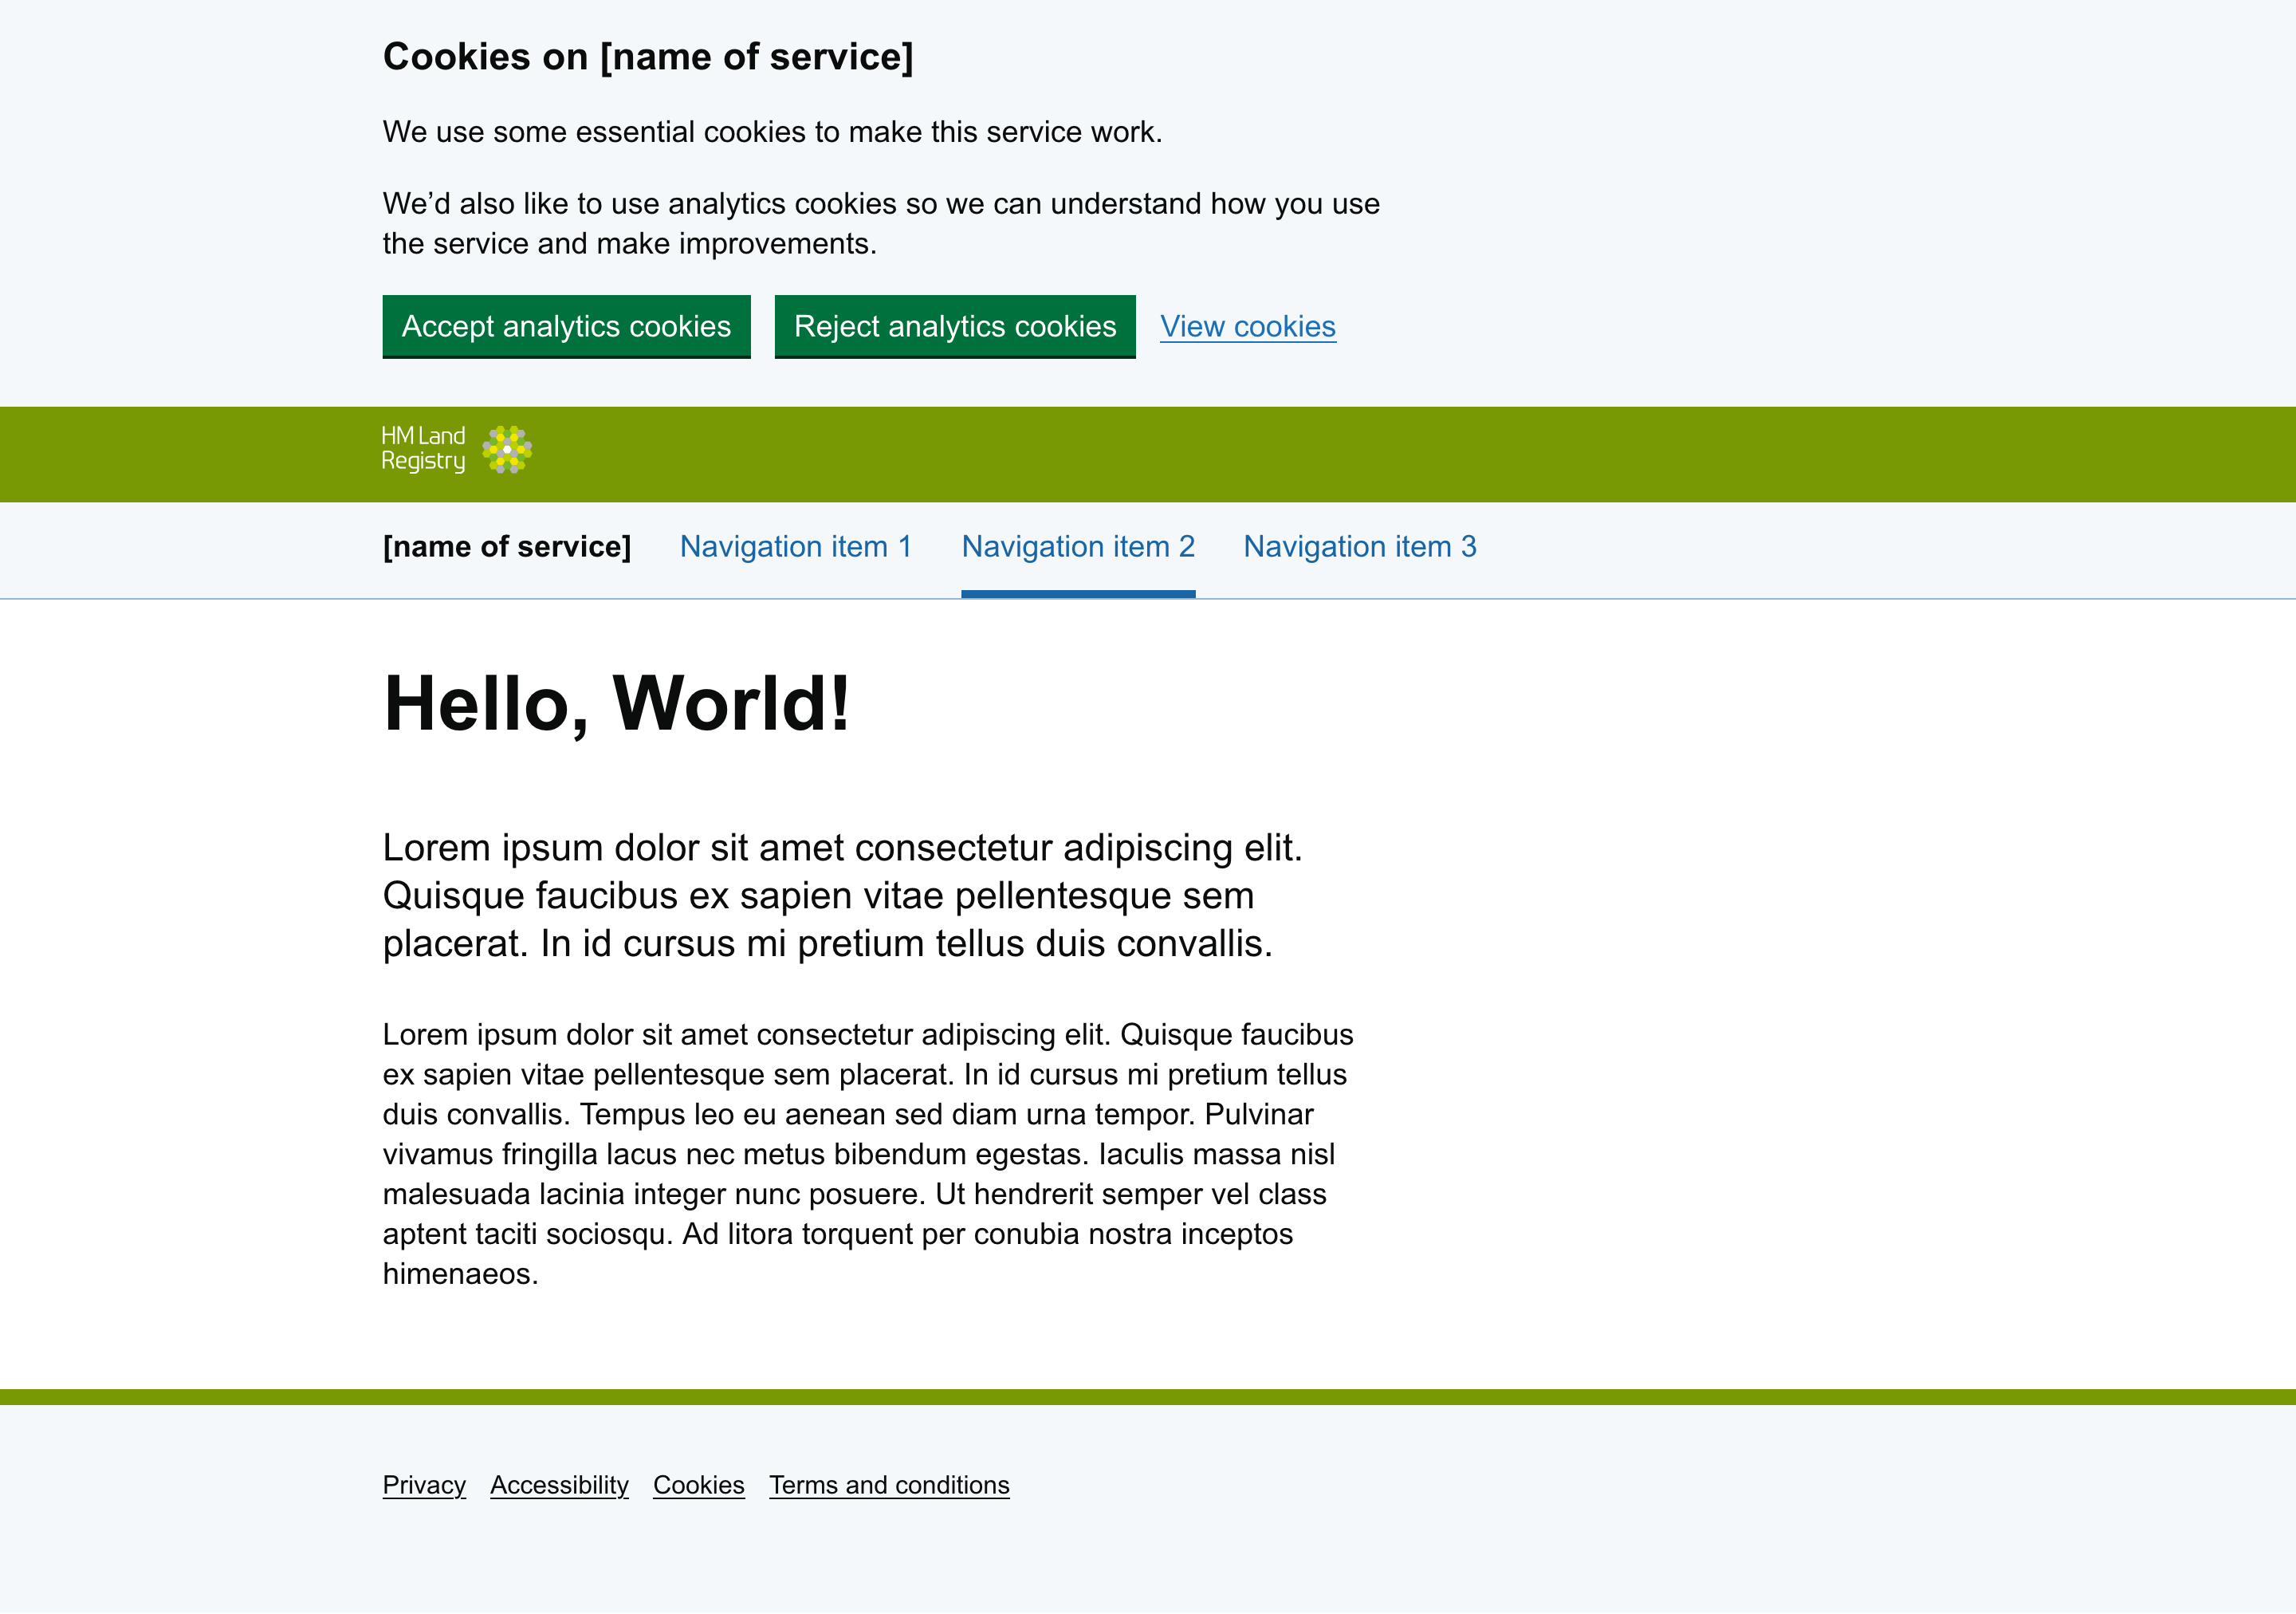 Cookies on [name of service]
We use some essential cookies to make this service work.
We’d also like to use analytics cookies so we can understand how you use
the service and make improvements.
Accept analytics cookies Reject analytics cookies View cookies
HM Land
Registry
[name of service] Navigation item 1 Navigation item 2 Navigation item 3
Hello, World!
Lorem ipsum dolor sit amet consectetur adipiscing elit.
Quisque faucibus ex sapien vitae pellentesque sem
placerat. In id cursus mi pretium tellus duis convallis.
Lorem ipsum dolor sit amet consectetur adipiscing elit. Quisque faucibus
ex sapien vitae pellentesque sem placerat. In id cursus mi pretium tellus
duis convallis. Tempus leo eu aenean sed diam urna tempor. Pulvinar
vivamus fringilla lacus nec metus bibendum egestas. Iaculis massa nisl
malesuada lacinia integer nunc posuere. Ut hendrerit semper vel class
aptent taciti sociosqu. Ad litora torquent per conubia nostra inceptos
himenaeos.
Privacy Accessibility Cookies Terms and conditions